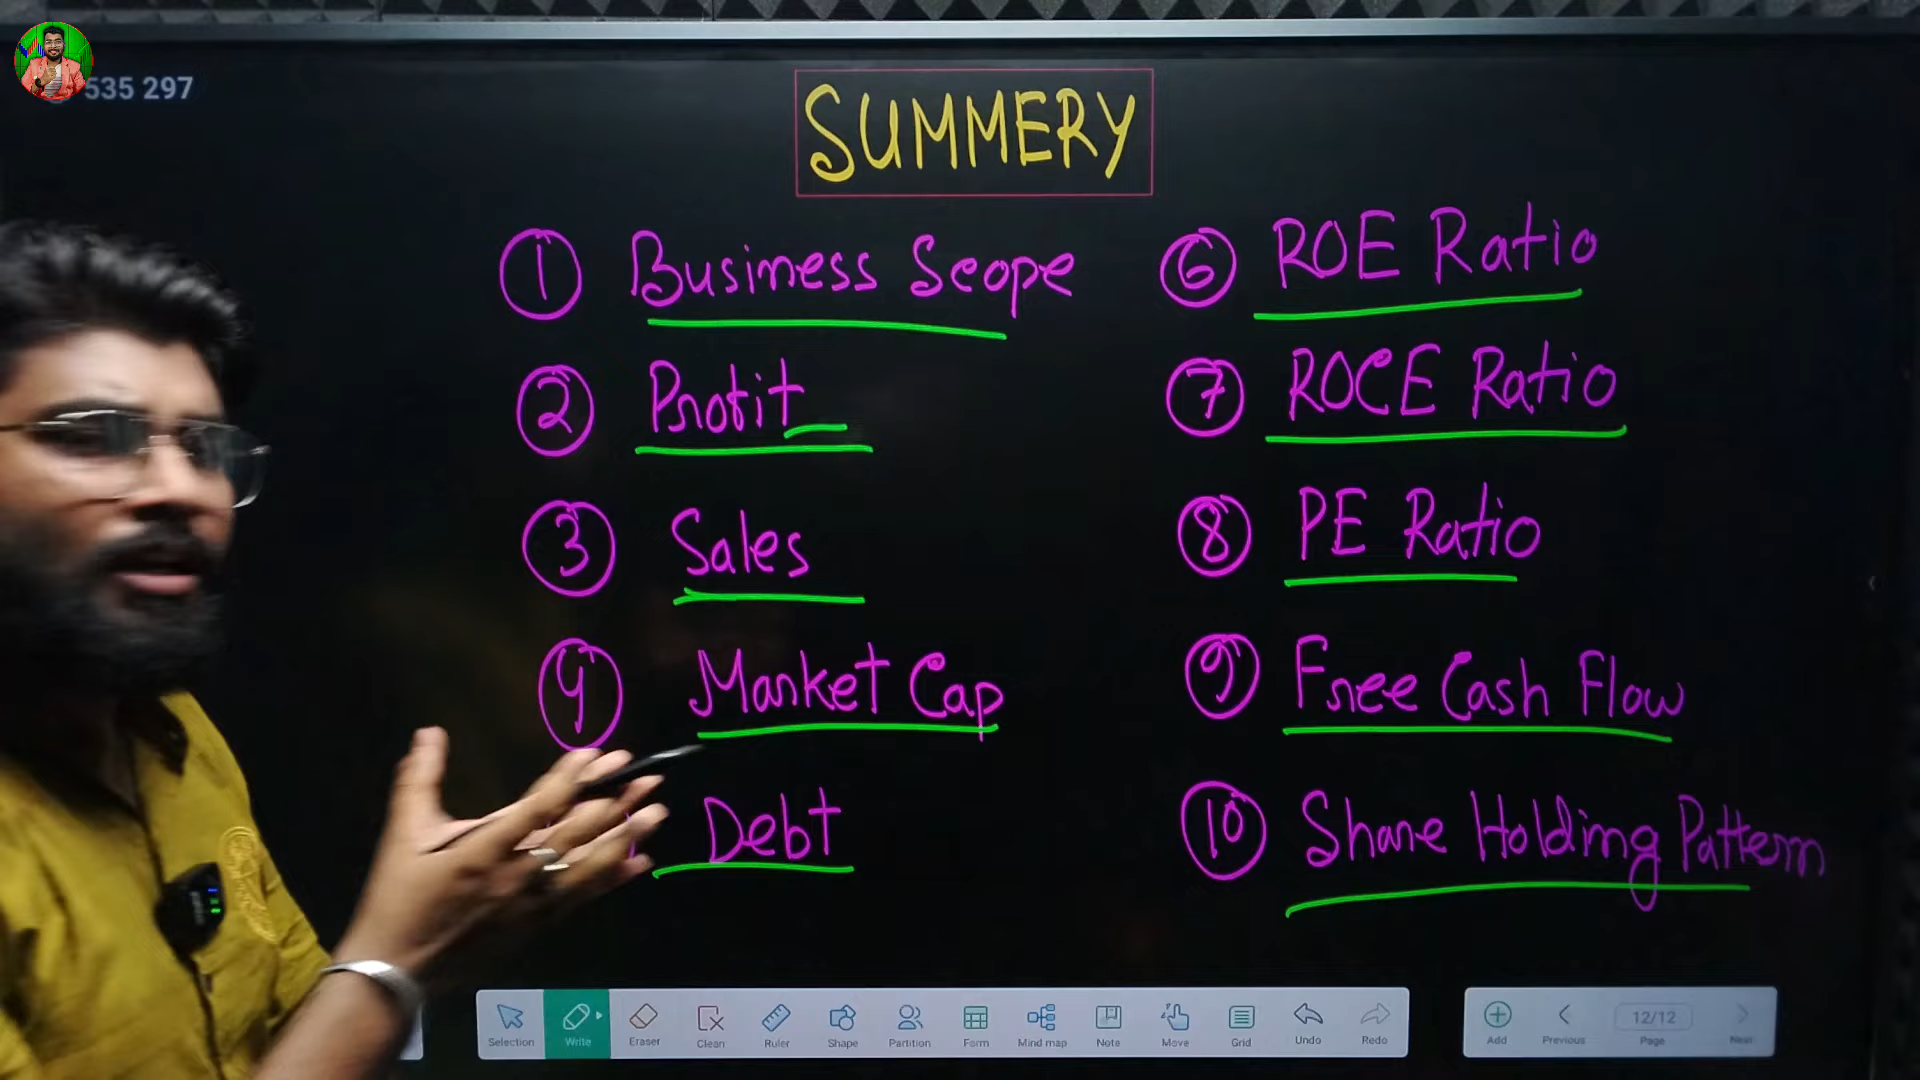 535 297
SUMMERY
① Business Scope
② Profit
③ Sales
④ Market Cap
Debt
⑥ ROE Ratio
⑦ ROCE Ratio
⑧ PE Ratio
⑨ Free Cash Flow
⑩ Share Holding Pattern
Selection Write Eraser Clean Ruler Shape Partition Form Mind map Note Move Grid Undo Redo
Add Previous 12/12 Page Next